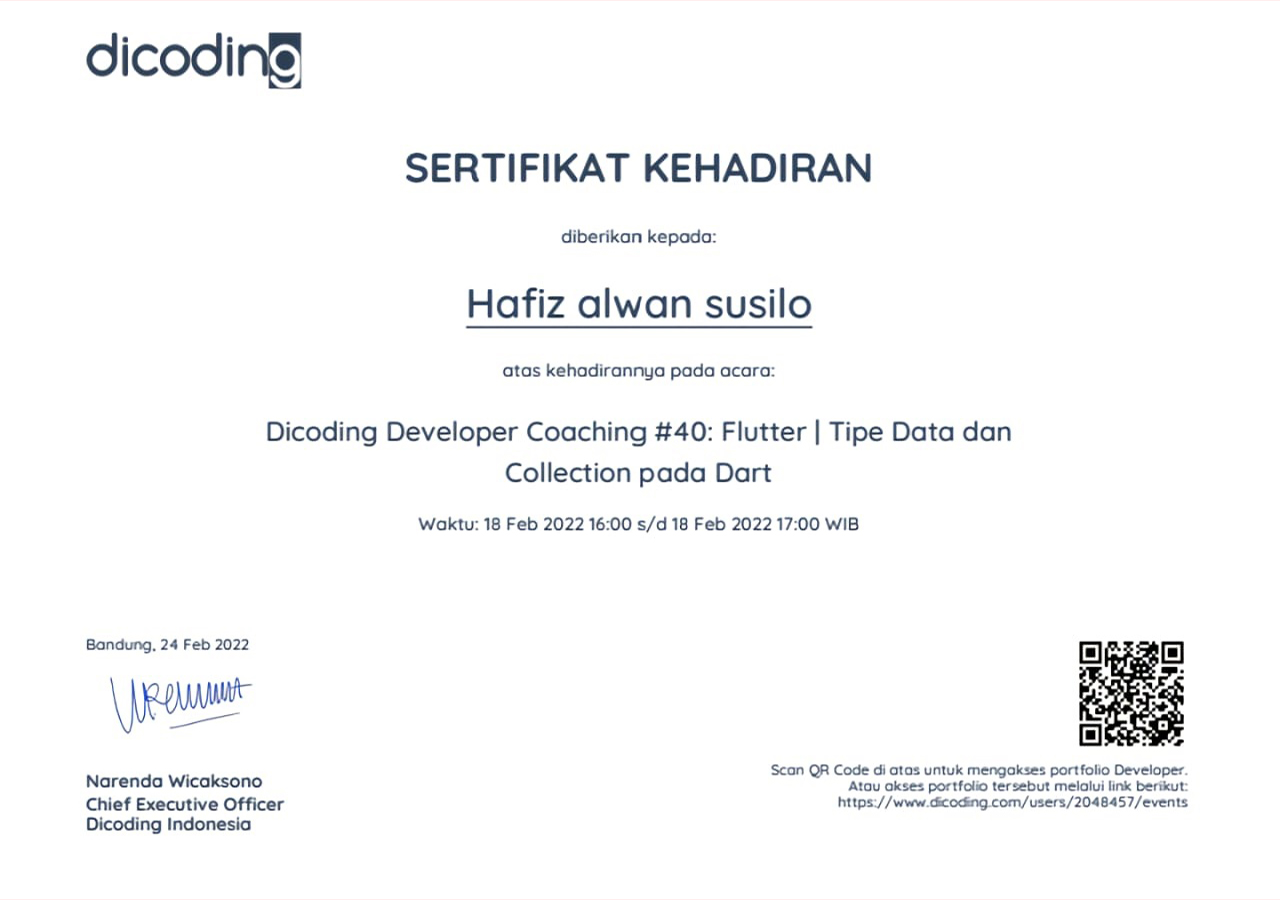 dicoding
SERTIFIKAT KEHADIRAN
diberikan kepada:
Hafiz alwan susilo
atas kehadirannya pada acara:
Dicoding Developer Coaching #40: Flutter | Tipe Data dan
Collection pada Dart
Waktu: 18 Feb 2022 16:00 s/d 18 Feb 2022 17:00 WIB
Bandung, 24 Feb 2022
Narenda Wicaksono
Chief Executive Officer
Dicoding Indonesia
Scan QR Code di atas untuk mengakses portfolio Developer.
Atau akses portfolio tersebut melalui link berikut:
https://www.dicoding.com/users/2048457/events